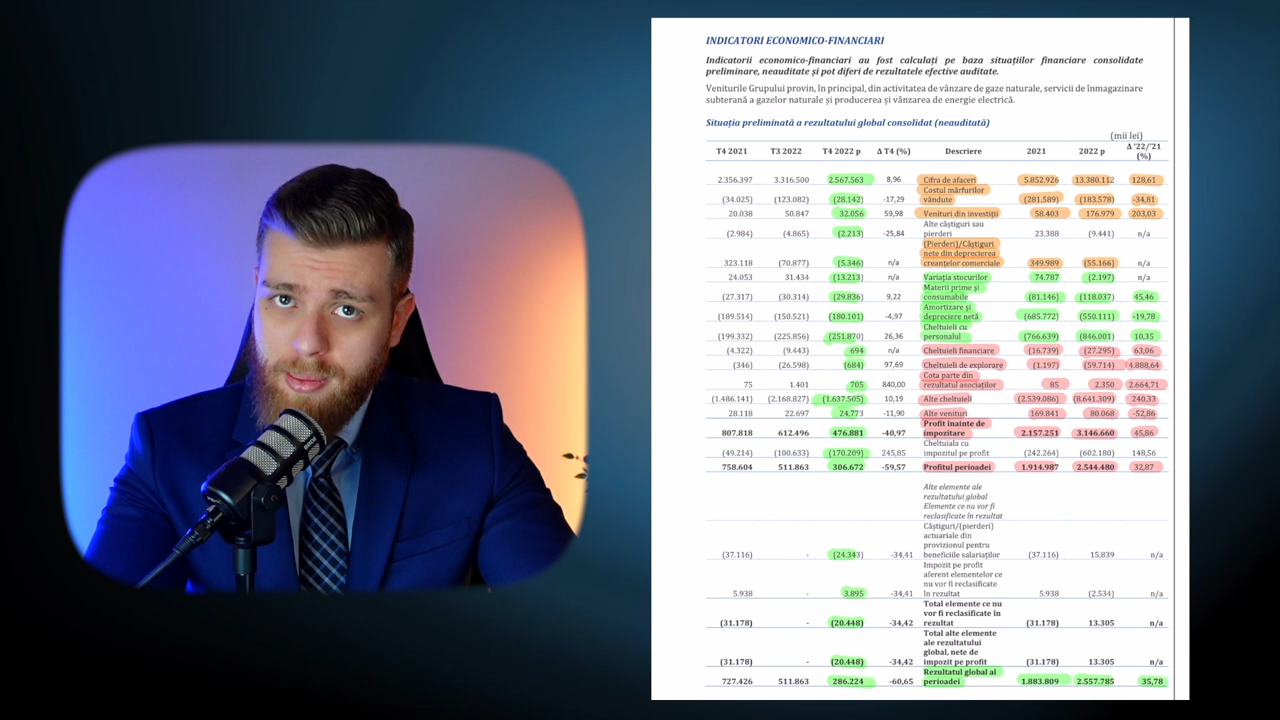 INDICATORI ECONOMICO-FINANCIARI
Indicatorii economico-financiari au fost calculați pe baza situațiilor financiare consolidate
preliminare, neauditate și pot diferi de rezultatele efective auditate.
Veniturile Grupului provin, în principal, din activitatea de vânzare de gaze naturale, servicii de înmagazinare
subterană a gazelor naturale și producerea și vânzarea de energie electrică.
Situația preliminară a rezultatului global consolidat (neauditată)
(mii lei)
T4 2021 T3 2022 T4 2022 p Δ T4 (%) Descriere 2021 2022 p Δ '22/'21
(%)
2.356.397 3.316.500 2.567.563 8,96 Cifra de afaceri 5.852.926 13.380.112 128,61
Costul mărfurilor
(34.025) (123.082) (28.142) -17,29 vândute (281.589) (183.578) -34,81
20.038 50.847 32.056 59,98 Venituri din investiții 58.403 176.979 203,03
Alte câștiguri sau
(2.984) (4.865) (2.213) -25,84 pierderi 23.388 (9.441) n/a
(Pierderi)/Câștiguri
nete din deprecierea
323.118 (70.877) (5.346) n/a creanțelor comerciale 349.989 (55.166) n/a
24.053 31.434 (13.213) n/a Variația stocurilor 74.787 (2.197) n/a
Materii prime și
(27.317) (30.314) (29.836) 9,22 consumabile (81.146) (118.037) 45,46
Amortizare și
(189.514) (150.521) (180.101) -4,97 depreciere netă (685.772) (550.111) -19,78
Cheltuieli cu
(199.332) (225.856) (251.870) 26,36 personalul (766.639) (846.001) 10,35
(4.322) (9.443) 694 n/a Cheltuieli financiare (16.739) (27.295) 63,06
(346) (26.598) (684) 97,69 Cheltuieli de explorare (1.197) (59.714) 4.888,64
Cota parte din
75 1.401 705 840,00 rezultatul asociaților 85 2.350 2.664,71
(1.486.141) (2.168.827) (1.637.505) 10,19 Alte cheltuieli (2.539.086) (8.641.309) 240,33
28.118 22.697 24.773 -11,90 Alte venituri 169.841 80.068 -52,86
Profit înainte de
807.818 612.496 476.881 -40,97 impozitare 2.157.251 3.146.660 45,86
Cheltuiala cu
(49.214) (100.633) (170.209) 245,85 impozitul pe profit (242.264) (602.180) 148,56
758.604 511.863 306.672 -59,57 Profitul perioadei 1.914.987 2.544.480 32,87
Alte elemente ale
rezultatului global
Elemente ce nu vor fi
reclasificate în rezultat
Câștiguri/(pierderi)
actuariale din
provizionul pentru
(37.116) - (24.343) -34,41 beneficiile salariaților (37.116) 15.839 n/a
Impozit pe profit
aferent elementelor ce
nu vor fi reclasificate
5.938 - 3.895 -34,41 în rezultat 5.938 (2.534) n/a
Total elemente ce nu
vor fi reclasificate în
(31.178) - (20.448) -34,42 rezultat (31.178) 13.305 n/a
Total alte elemente
ale rezultatului
global, nete de
(31.178) - (20.448) -34,42 impozit pe profit (31.178) 13.305 n/a
Rezultatul global al
727.426 511.863 286.224 -60,65 perioadei 1.883.809 2.557.785 35,78